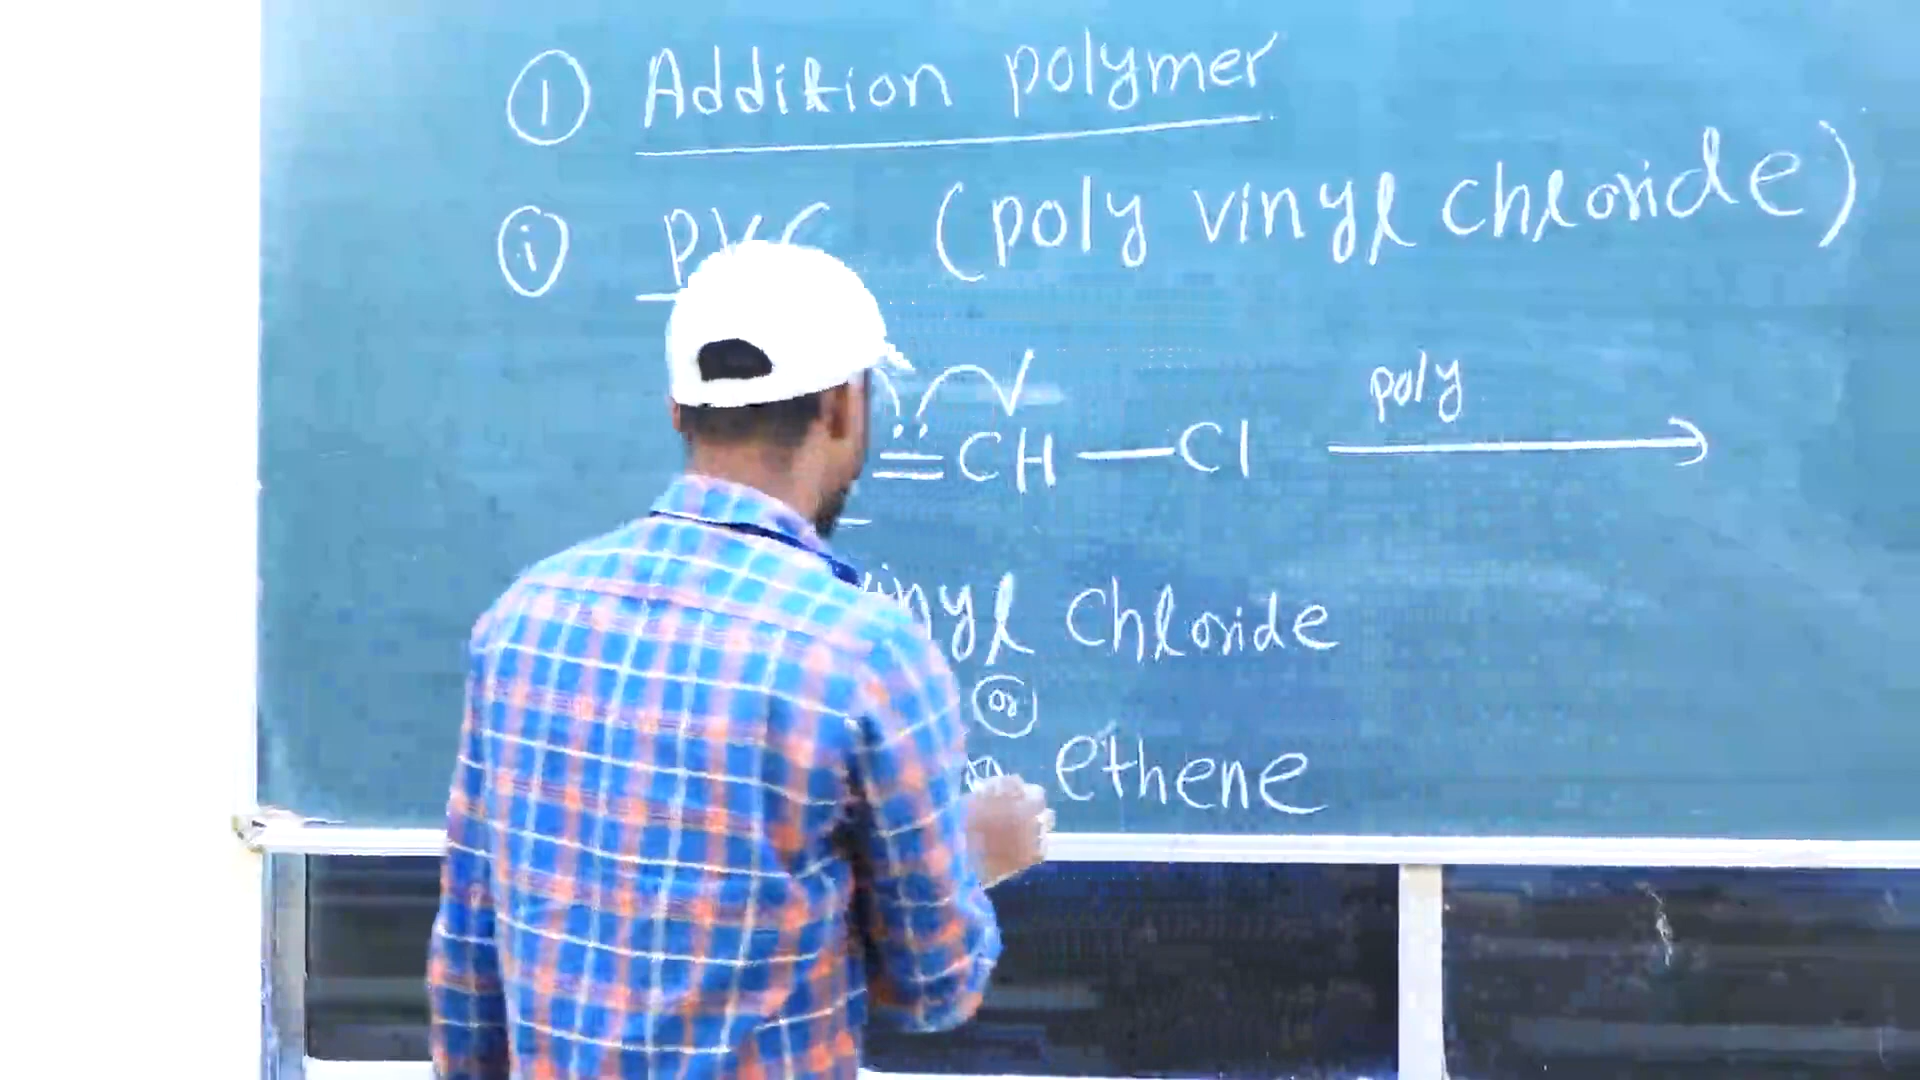 ① Addition polymer
ⓘ PVC (poly vinyl chloride)
=CH—Cl poly →
vinyl chloride
or
ethene